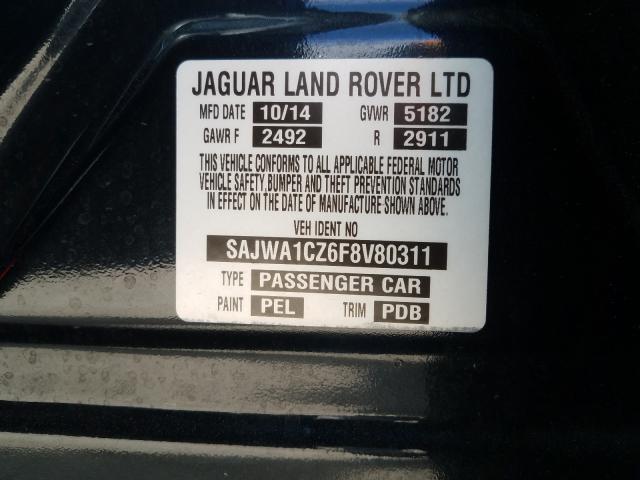 JAGUAR LAND ROVER LTD
MFD DATE 10/14 GVWR 5182
GAWR F 2492 R 2911
THIS VEHICLE CONFORMS TO ALL APPLICABLE FEDERAL MOTOR
VEHICLE SAFETY,BUMPER AND THEFT PREVENTION STANDARDS
IN EFFECT ON THE DATE OF MANUFACTURE SHOWN ABOVE.
VEH IDENT NO
SAJWA1CZ6F8V80311
TYPE PASSENGER CAR
PAINT PEL TRIM PDB